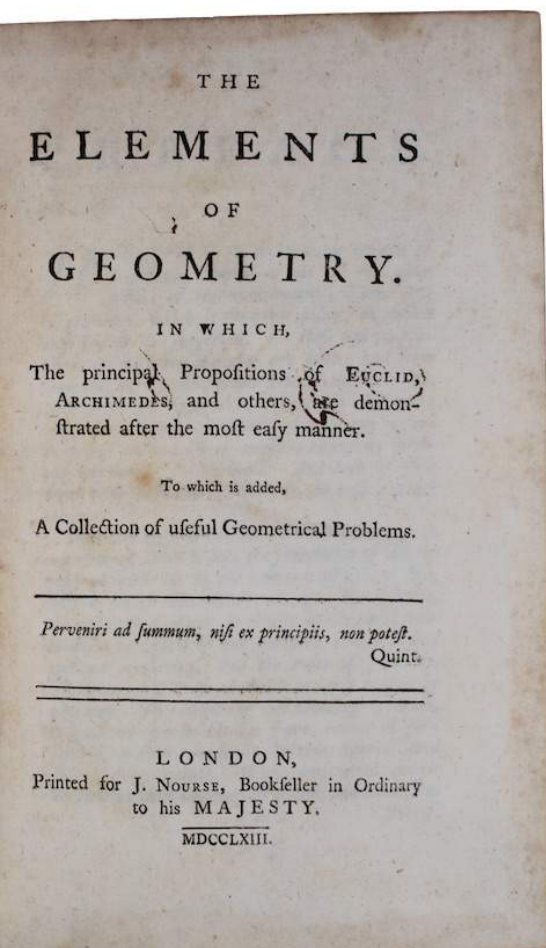 THE
ELEMENTS
OF
GEOMETRY.
IN WHICH,
The principal Propoſitions of EUCLID,
ARCHIMEDES, and others, are demon-
ſtrated after the moſt eaſy manner.
To which is added,
A Collection of uſeful Geometrical Problems.
Perveniri ad ſummum, niſi ex principiis, non poteſt.
Quint.
LONDON,
Printed for J. NOURSE, Bookſeller in Ordinary
to his MAJESTY.
MDCCLXIII.